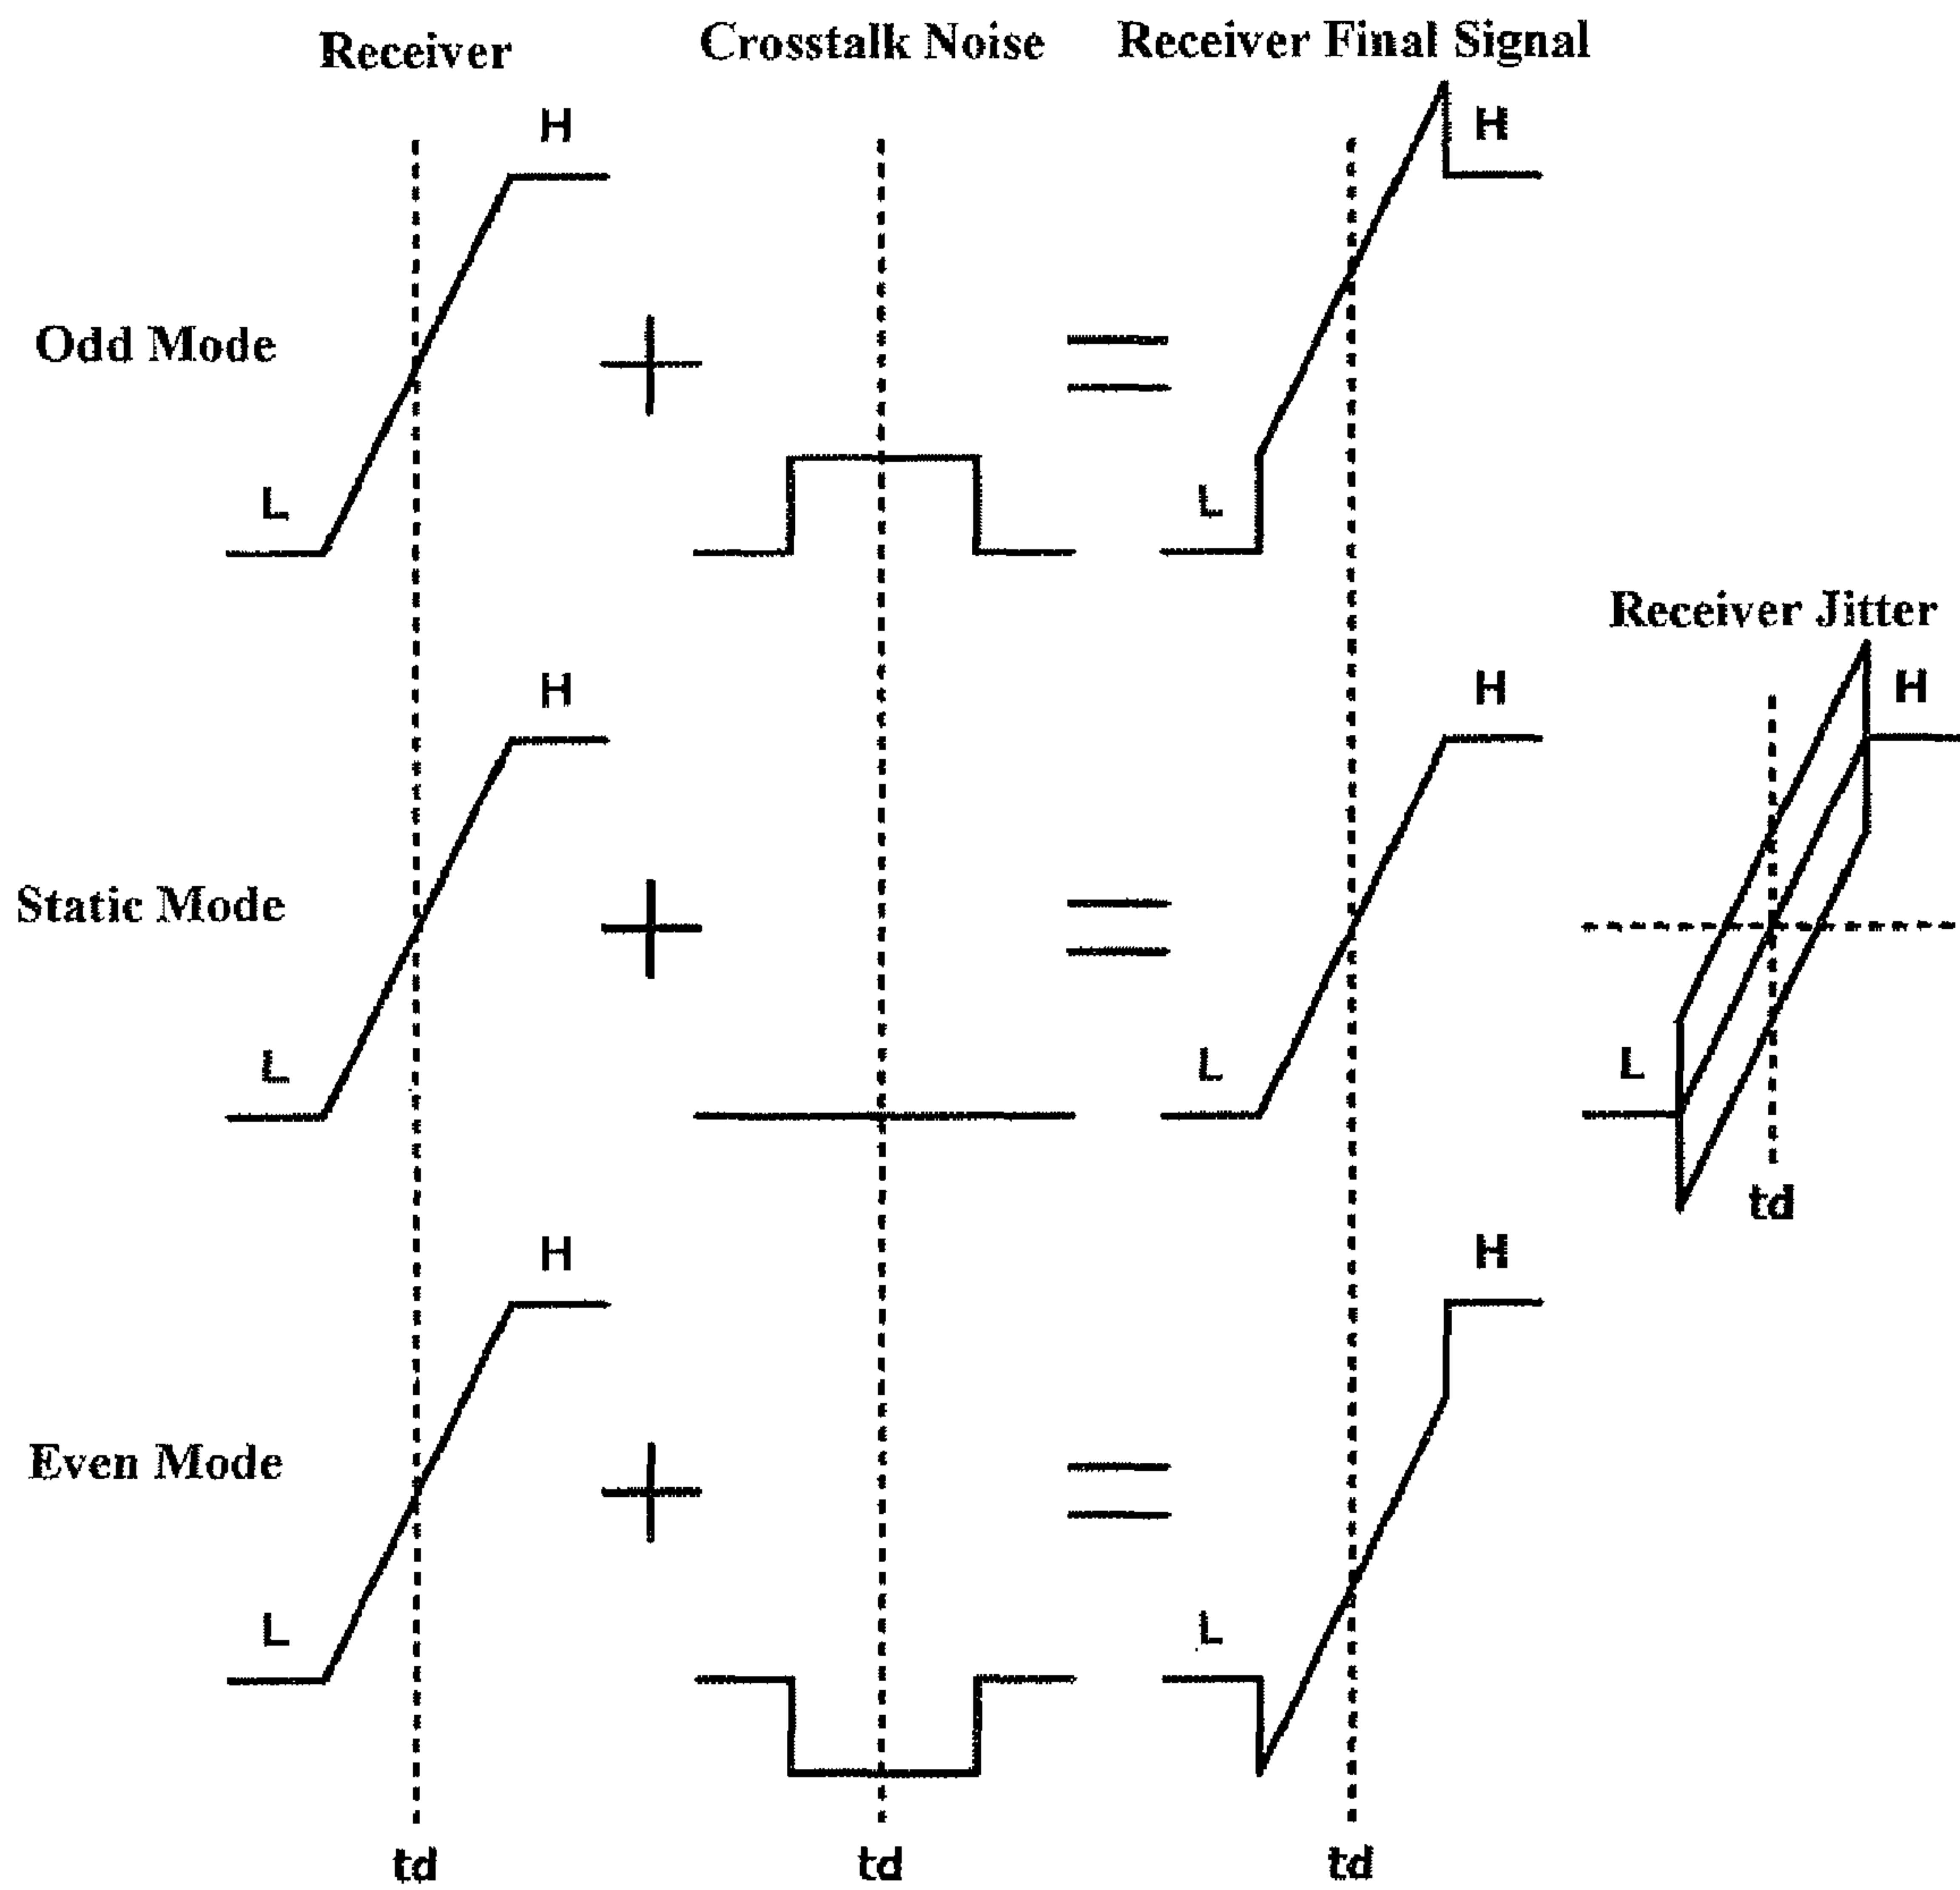 Receiver Crosstalk Noise Receiver Final Signal
H H
Odd Mode + =
L L
Receiver Jitter
H H H
Static Mode + =
L L L
td
H H
Even Mode + =
L L
td td td